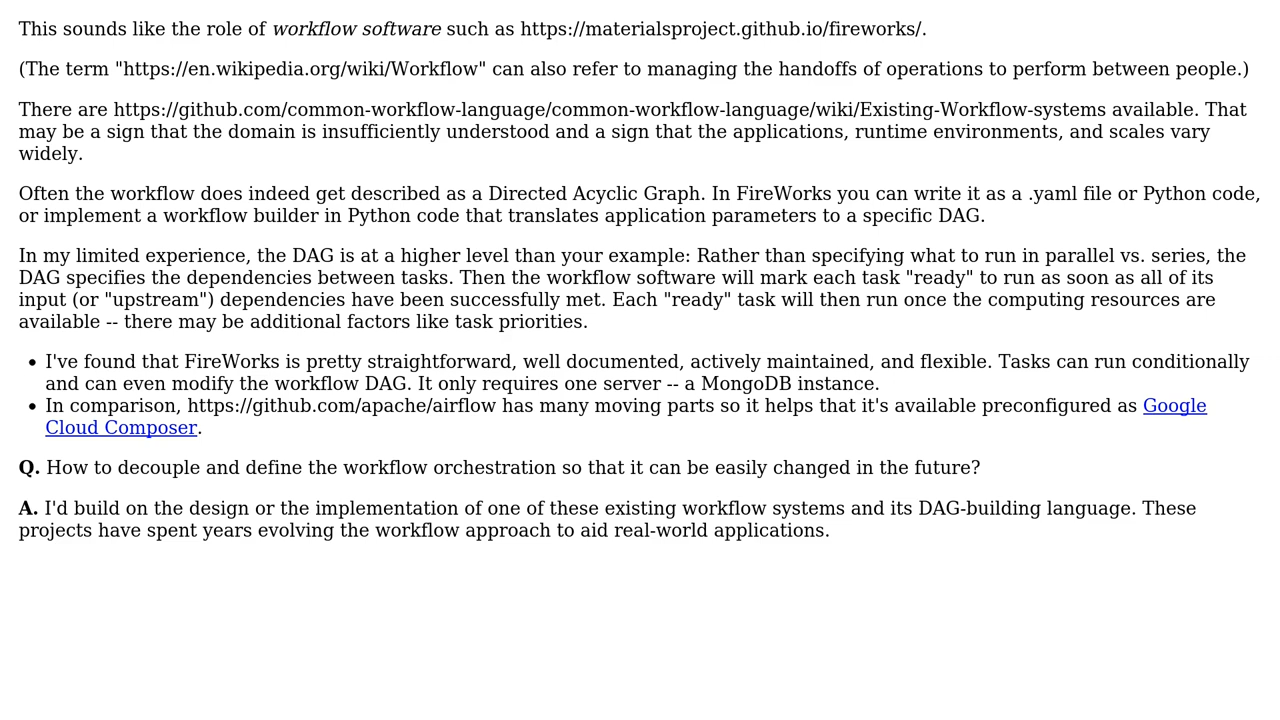 This sounds like the role of workflow software such as https://materialsproject.github.io/fireworks/.
(The term "https://en.wikipedia.org/wiki/Workflow" can also refer to managing the handoffs of operations to perform between people.)
There are https://github.com/common-workflow-language/common-workflow-language/wiki/Existing-Workflow-systems available. That
may be a sign that the domain is insufficiently understood and a sign that the applications, runtime environments, and scales vary
widely.
Often the workflow does indeed get described as a Directed Acyclic Graph. In FireWorks you can write it as a .yaml file or Python code,
or implement a workflow builder in Python code that translates application parameters to a specific DAG.
In my limited experience, the DAG is at a higher level than your example: Rather than specifying what to run in parallel vs. series, the
DAG specifies the dependencies between tasks. Then the workflow software will mark each task "ready" to run as soon as all of its
input (or "upstream") dependencies have been successfully met. Each "ready" task will then run once the computing resources are
available -- there may be additional factors like task priorities.
• I've found that FireWorks is pretty straightforward, well documented, actively maintained, and flexible. Tasks can run conditionally
and can even modify the workflow DAG. It only requires one server -- a MongoDB instance.
• In comparison, https://github.com/apache/airflow has many moving parts so it helps that it's available preconfigured as Google
Cloud Composer.
Q. How to decouple and define the workflow orchestration so that it can be easily changed in the future?
A. I'd build on the design or the implementation of one of these existing workflow systems and its DAG-building language. These
projects have spent years evolving the workflow approach to aid real-world applications.